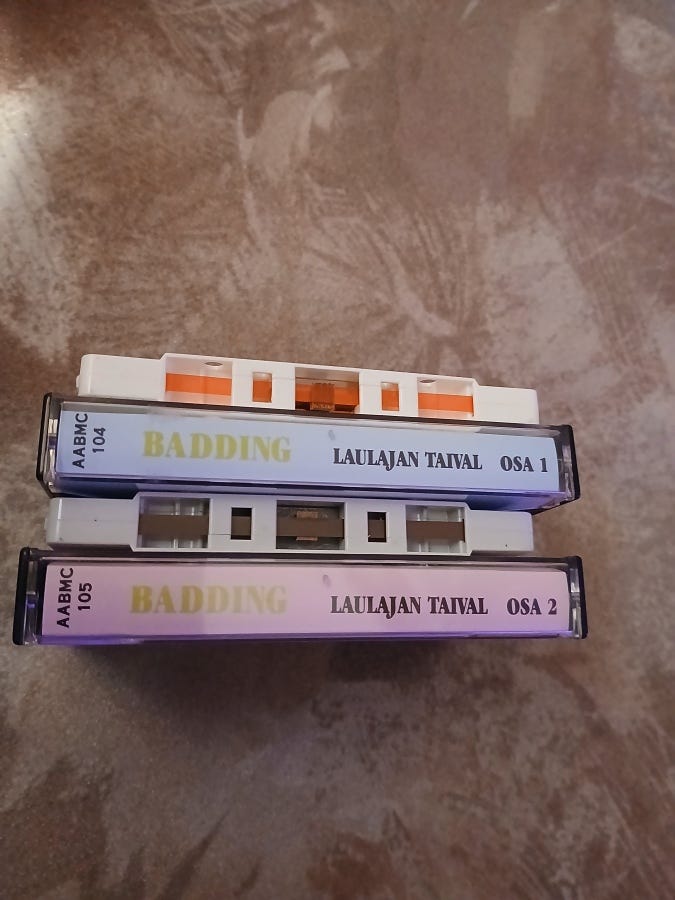 AABMC
104
BADDING LAULAJAN TAIVAL OSA 1
AABMC
105
BADDING LAULAJAN TAIVAL OSA 2